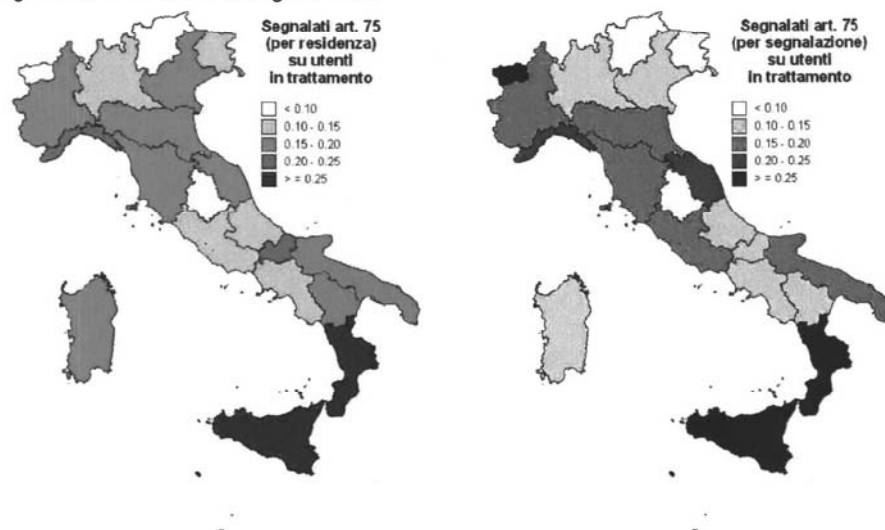 Segnalati art. 75
(per residenza)
su utenti
in trattamento
< 0.10
0.10 - 0.15
0.15 - 0.20
0.20 - 0.25
> = 0.25
Segnalati art. 75
(per segnalazione)
su utenti
in trattamento
< 0.10
0.10 - 0.15
0.15 - 0.20
0.20 - 0.25
> = 0.25